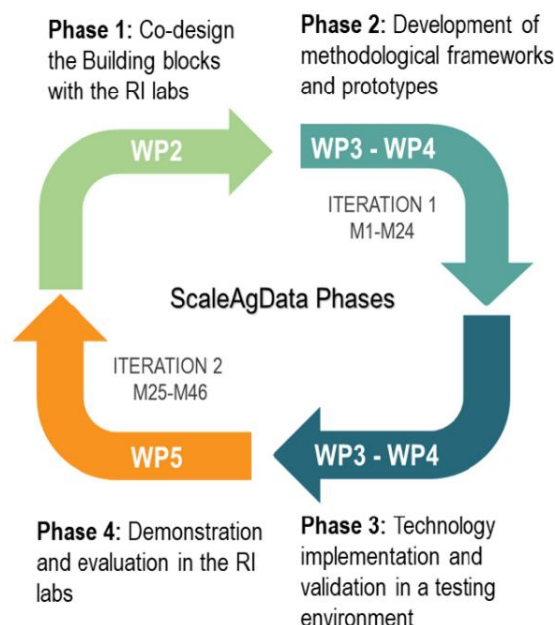 Phase 1: Co-design
the Building blocks
with the RI labs
Phase 2: Development of
methodological frameworks
and prototypes
WP2
WP3 - WP4
ITERATION 1
M1-M24
ScaleAgData Phases
ITERATION 2
M25-M46
WP5
WP3 - WP4
Phase 4: Demonstration
and evaluation in the RI
labs
Phase 3: Technology
implementation and
validation in a testing
environment